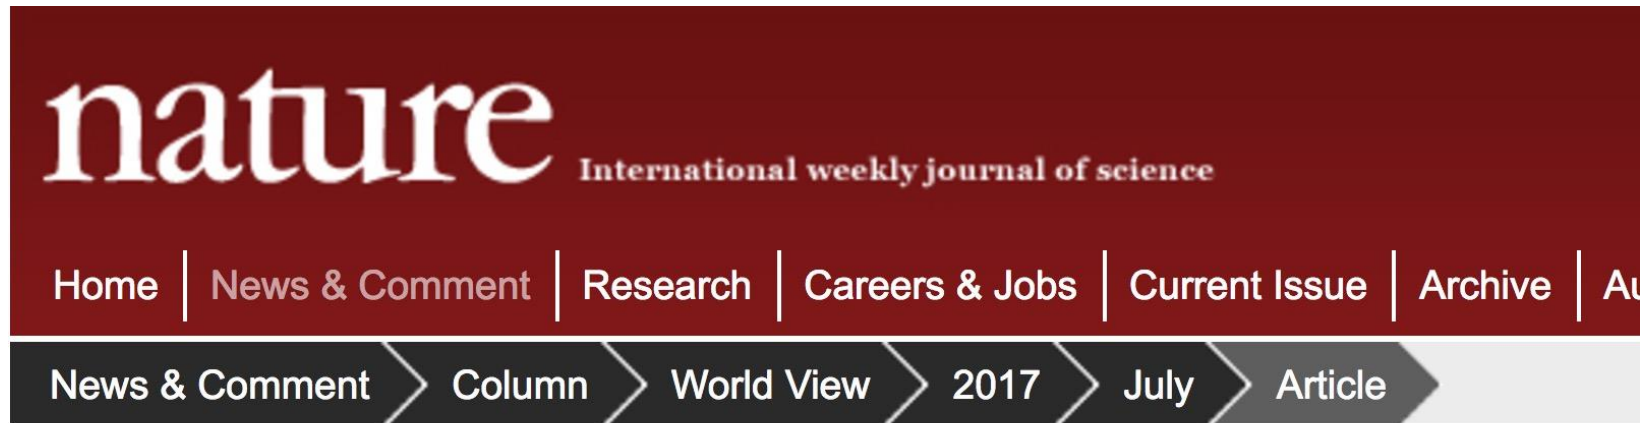 nature International weekly journal of science
Home News & Comment Research Careers & Jobs Current Issue Archive
News & Comment Column World View 2017 July Article